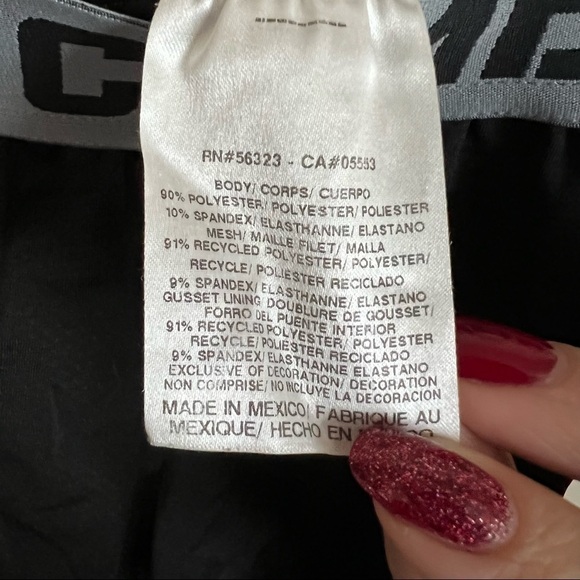 C
ME
RN#56323 - CA#05553
BODY/ CORPS/ CUERPO
90% POLYESTER/ POLYESTER/ POLIESTER
10% SPANDEX/ ELASTHANNE/ ELASTANO
MESH/ MAILLE FILET/ MALLA
91% RECYCLED POLYESTER/ POLYESTER/
RECYCLE/ POLIESTER RECICLADO
9% SPANDEX/ ELASTHANNE/ ELASTANO
GUSSET LINING DOUBLURE DE GOUSSET/
FORRO DEL PUENTE INTERIOR
91% RECYCLED POLYESTER/ POLYESTER
RECYCLE/ POLIESTER RECICLADO
9% SPANDEX/ ELASTHANNE ELASTANO
EXCLUSIVE OF DECORATION/ DECORATION
NON COMPRISE/ NO INCLUYE LA DECORACION
MADE IN MEXICO/ FABRIQUE AU
MEXIQUE/ HECHO EN